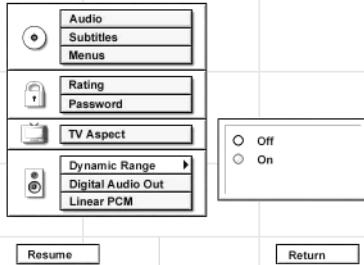 Audio
Subtitles
Menus
Rating
Password
TV Aspect
Dynamic Range
Digital Audio Out
Linear PCM
Off
On
Resume
Return